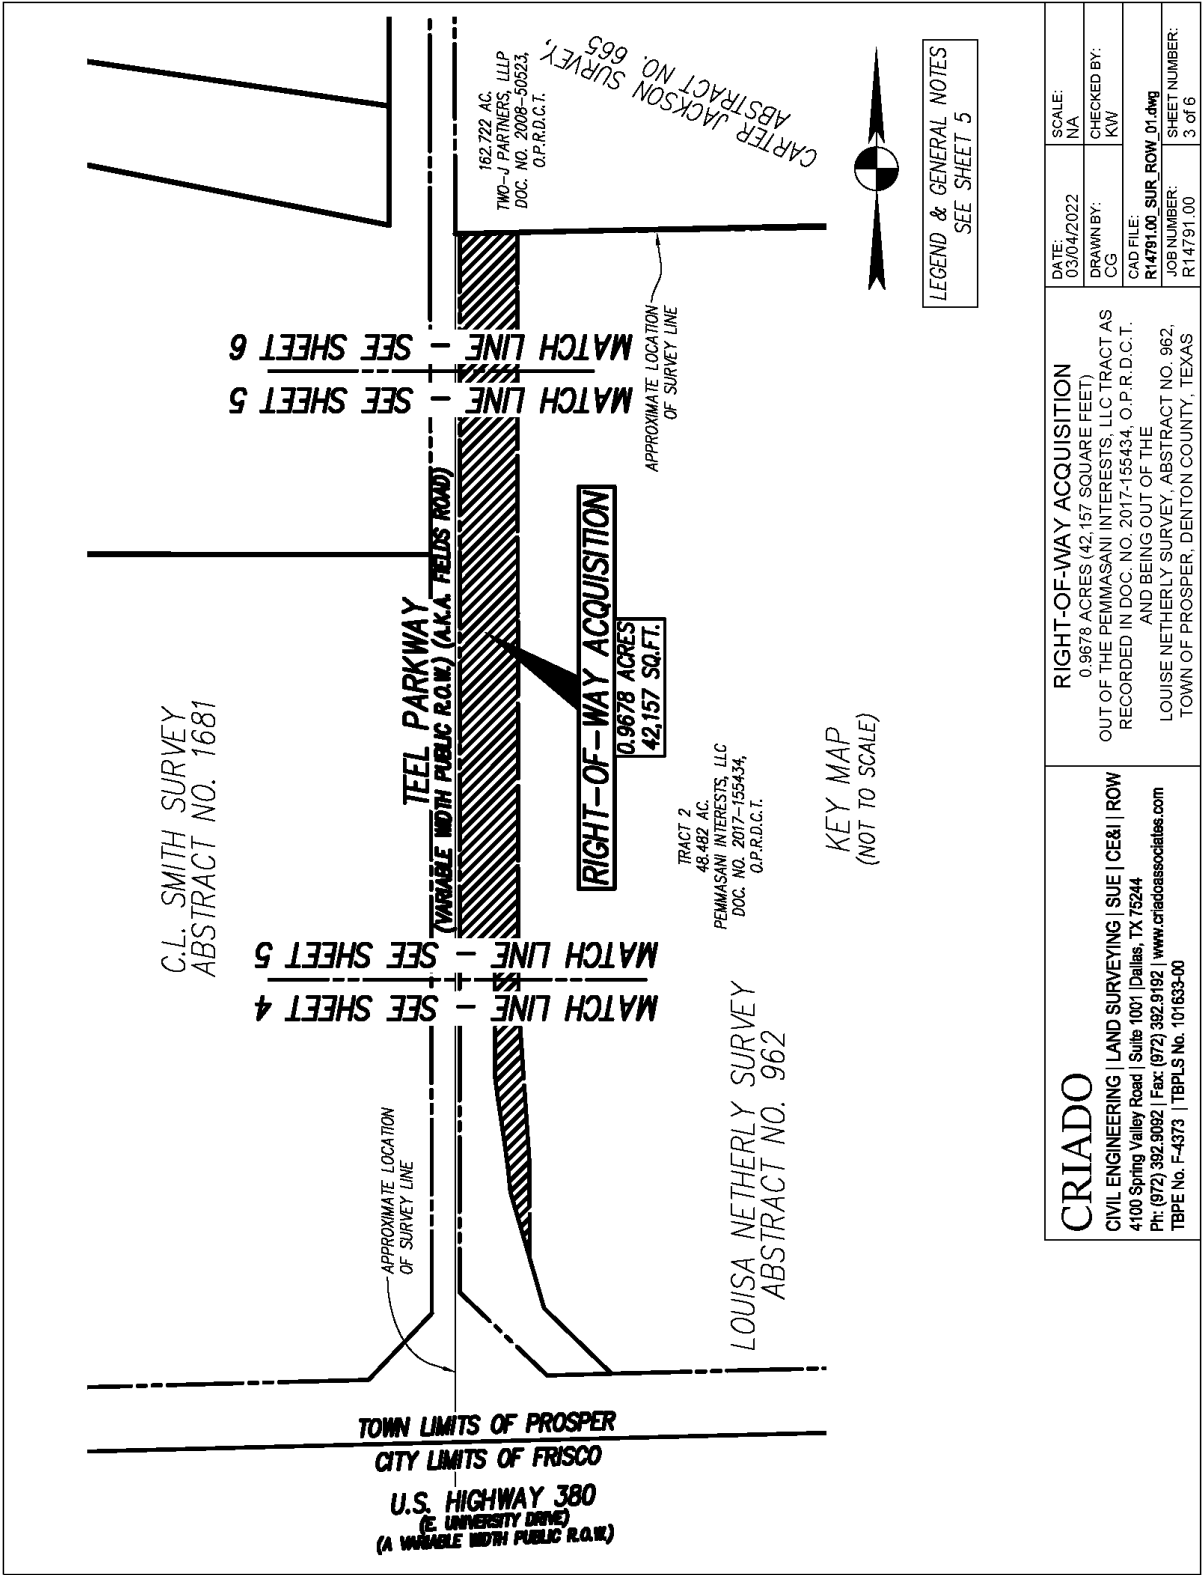 C.L. SMITH SURVEY
ABSTRACT NO. 1681
162.722 AC.
TWO-J PARTNERS, LLLP
DOC. NO. 2008-50523,
O.P.R.D.C.T.
CARTER JACKSON SURVEY,
ABSTRACT NO. 665
MATCH LINE - SEE SHEET 4
MATCH LINE - SEE SHEET 5
MATCH LINE - SEE SHEET 5
MATCH LINE - SEE SHEET 6
APPROXIMATE LOCATION
OF SURVEY LINE
TEEL PARKWAY
(VARIABLE WIDTH PUBLIC R.O.W.) (A.K.A. FIELDS ROAD)
TOWN LIMITS OF PROSPER
CITY LIMITS OF FRISCO
U.S. HIGHWAY 380
(E. UNIVERSITY DRIVE)
(A VARIABLE WIDTH PUBLIC R.O.W.)
RIGHT-OF-WAY ACQUISITION
0.9678 ACRES
42,157 SQ.FT.
APPROXIMATE LOCATION
OF SURVEY LINE
TRACT 2
48.482 AC.
PEMMASANI INTERESTS, LLC
DOC. NO. 2017-155434,
O.P.R.D.C.T.
LOUISA NETHERLY SURVEY
ABSTRACT NO. 962
KEY MAP
(NOT TO SCALE)
LEGEND & GENERAL NOTES
SEE SHEET 5
CRIADO
CIVIL ENGINEERING | LAND SURVEYING | SUE | CE&I | ROW
4100 Spring Valley Road | Suite 1001 |Dallas, TX 75244
Ph: (972) 392.9092 | Fax: (972) 392.9192 | www.criadoassociates.com
TBPE No. F-4373 | TBPLS No. 101633-00
RIGHT-OF-WAY ACQUISITION
0.9678 ACRES (42,157 SQUARE FEET)
OUT OF THE PEMMASANI INTERESTS, LLC TRACT AS
RECORDED IN DOC. NO. 2017-155434, O.P.R.D.C.T.
AND BEING OUT OF THE
LOUISE NETHERLY SURVEY, ABSTRACT NO. 962,
TOWN OF PROSPER, DENTON COUNTY, TEXAS
DATE:
03/04/2022
SCALE:
NA
DRAWN BY:
CG
CHECKED BY:
KW
CAD FILE:
R14791.00_SUR_ROW_01.dwg
JOB NUMBER:
R14791.00
SHEET NUMBER:
3 of 6